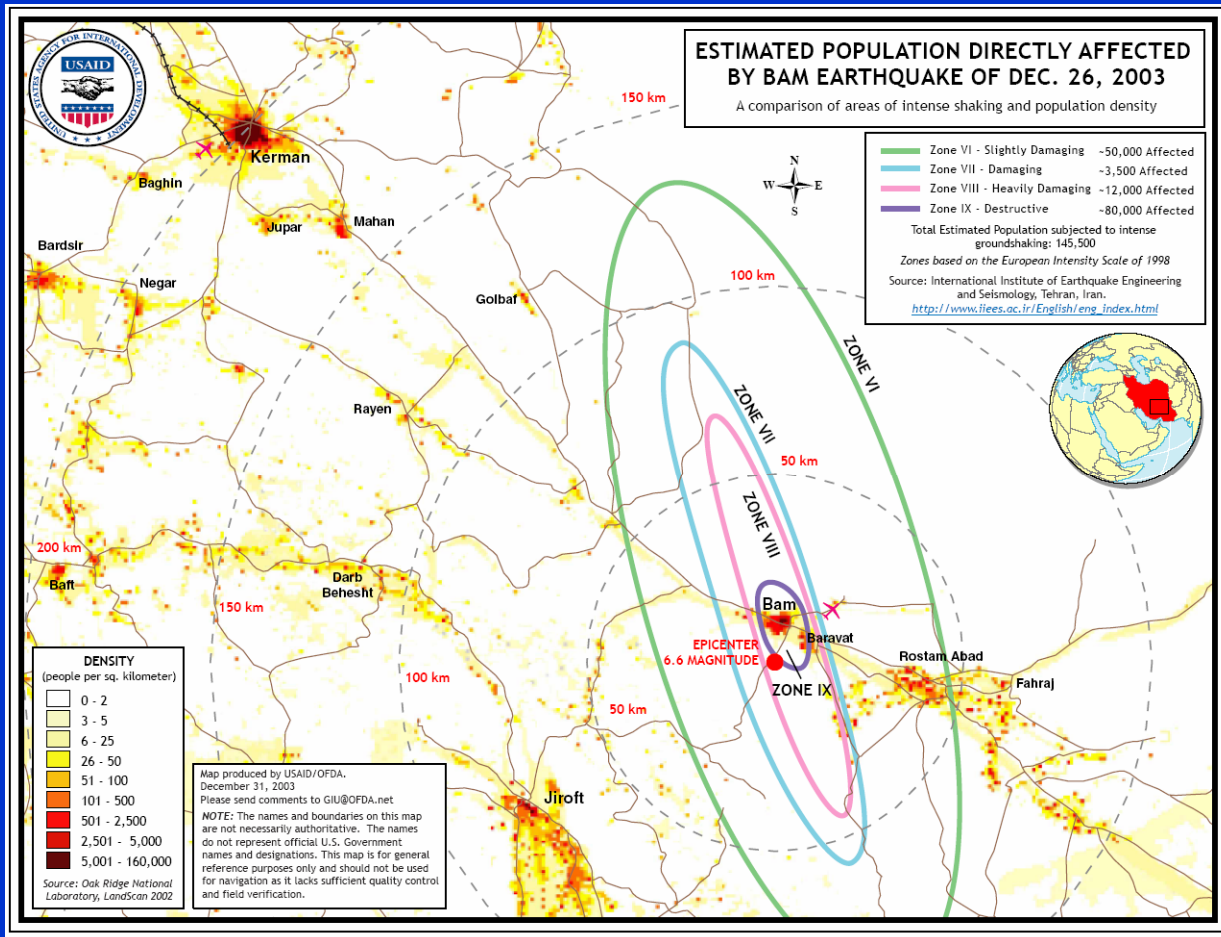 UNITED STATES AGENCY FOR INTERNATIONAL DEVELOPMENT
USAID
ESTIMATED POPULATION DIRECTLY AFFECTED
BY BAM EARTHQUAKE OF DEC. 26, 2003
A comparison of areas of intense shaking and population density
Zone VI - Slightly Damaging ~50,000 Affected
Zone VII - Damaging ~3,500 Affected
Zone VIII - Heavily Damaging ~12,000 Affected
Zone IX - Destructive ~80,000 Affected
Total Estimated Population subjected to intense
groundshaking: 145,500
Zones based on the European Intensity Scale of 1998
Source: International Institute of Earthquake Engineering
and Seismology, Tehran, Iran.
http://www.iiees.ac.ir/English/eng_index.html
150 km
N
W E
S
Kerman
Baghin
Jupar
Mahan
Bardsir
Negar
Golbaf
100 km
ZONE VI
Rayen
ZONE VII
50 km
ZONE VIII
200 km
Baft
Darb
Behesht
150 km
Bam
Baravat
EPICENTER
6.6 MAGNITUDE
ZONE IX
Rostam Abad
Fahraj
100 km
50 km
Jiroft
DENSITY
(people per sq. kilometer)
0 - 2
3 - 5
6 - 25
26 - 50
51 - 100
101 - 500
501 - 2,500
2,501 - 5,000
5,001 - 160,000
Source: Oak Ridge National
Laboratory, LandScan 2002
Map produced by USAID/OFDA.
December 31, 2003
Please send comments to GIU@OFDA.net
NOTE: The names and boundaries on this map
are not necessarily authoritative. The names
do not represent official U.S. Government
names and designations. This map is for general
reference purposes only and should not be used
for navigation as it lacks sufficient quality control
and field verification.